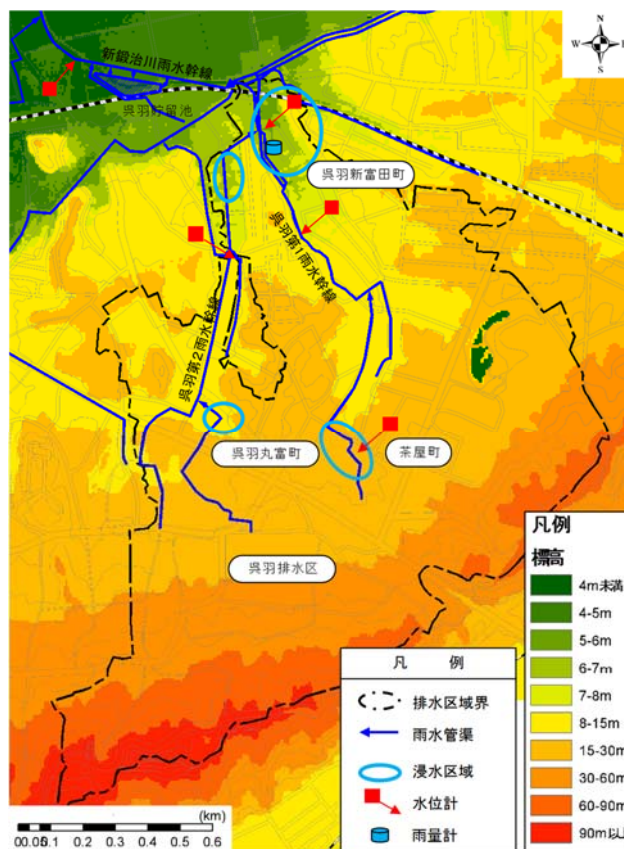 N
W
S
新鍛治川雨水幹線
呉羽貯留池
呉羽新富田町
呉羽第1雨水幹線
呉羽第2雨水幹線
呉羽丸富町
茶屋町
呉羽排水区
凡例
標高
4m未満
4-5m
5-6m
6-7m
7-8m
8-15m
15-30m
30-60m
60-90m
90m以
凡 例
排水区域界
雨水管渠
浸水区域
水位計
雨量計
(km)
0.1 0.2 0.3 0.4 0.5 0.6